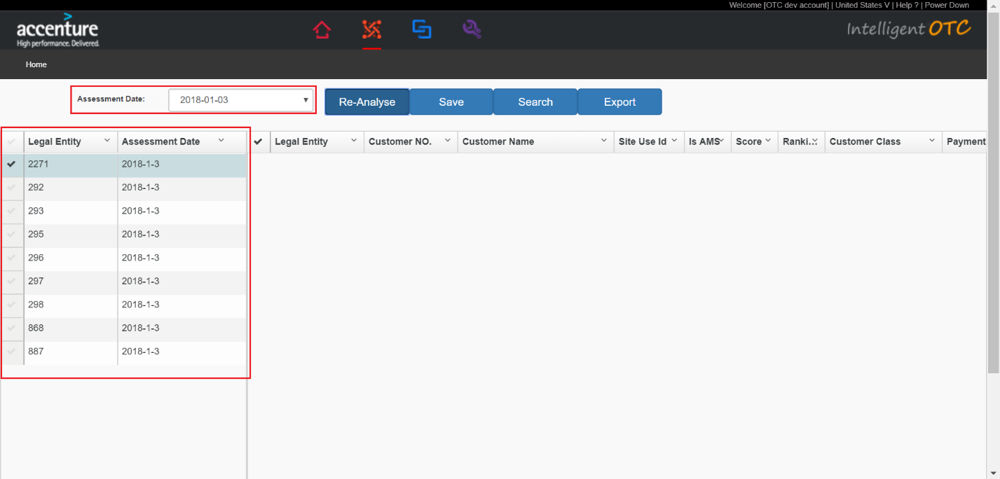 Welcome [OTC dev account] | United States V | Help ? | Power Down
accenture
High performance. Delivered.
Intelligent OTC
Home
Assessment Date: 2018-01-03 Re-Analyse Save Search Export
Legal Entity Assessment Date Legal Entity Customer NO. Customer Name Site Use Id Is AMS Score Ranki... Customer Class Payment
2271 2018-1-3
292 2018-1-3
293 2018-1-3
295 2018-1-3
296 2018-1-3
297 2018-1-3
298 2018-1-3
868 2018-1-3
887 2018-1-3